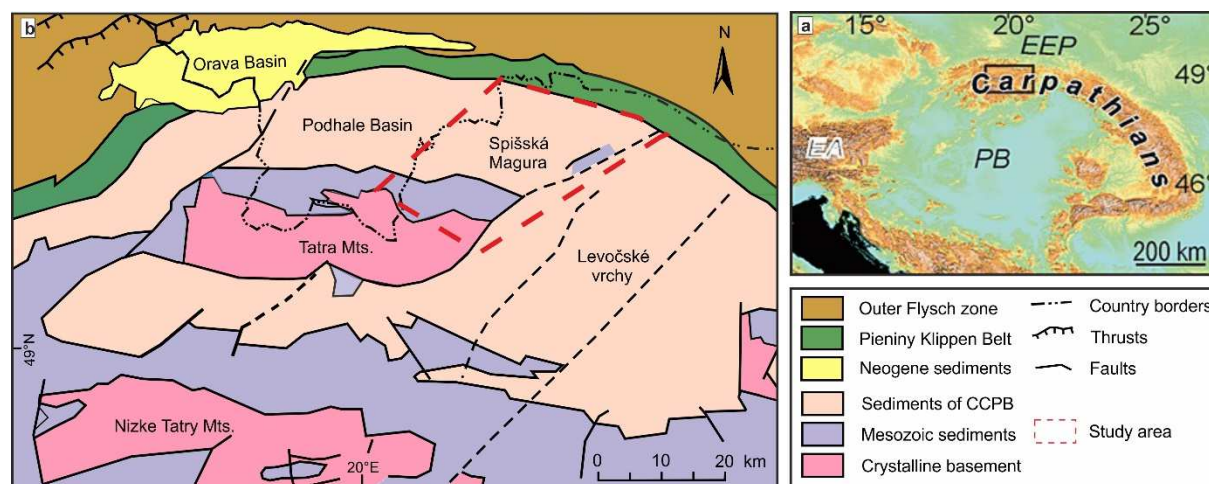 b
Orava Basin
N
Podhale Basin
Spišská
Magura
Tatra Mts.
Levočské
vrchy
49°N
Nizke Tatry Mts.
20°E
0 10 20 km
a
15° 20° 25°
EEP
49°
Carpathians
EA
PB
46°
200 km
Outer Flysch zone
Pieniny Klippen Belt
Neogene sediments
Sediments of CCPB
Mesozoic sediments
Crystalline basement
Country borders
Thrusts
Faults
Study area